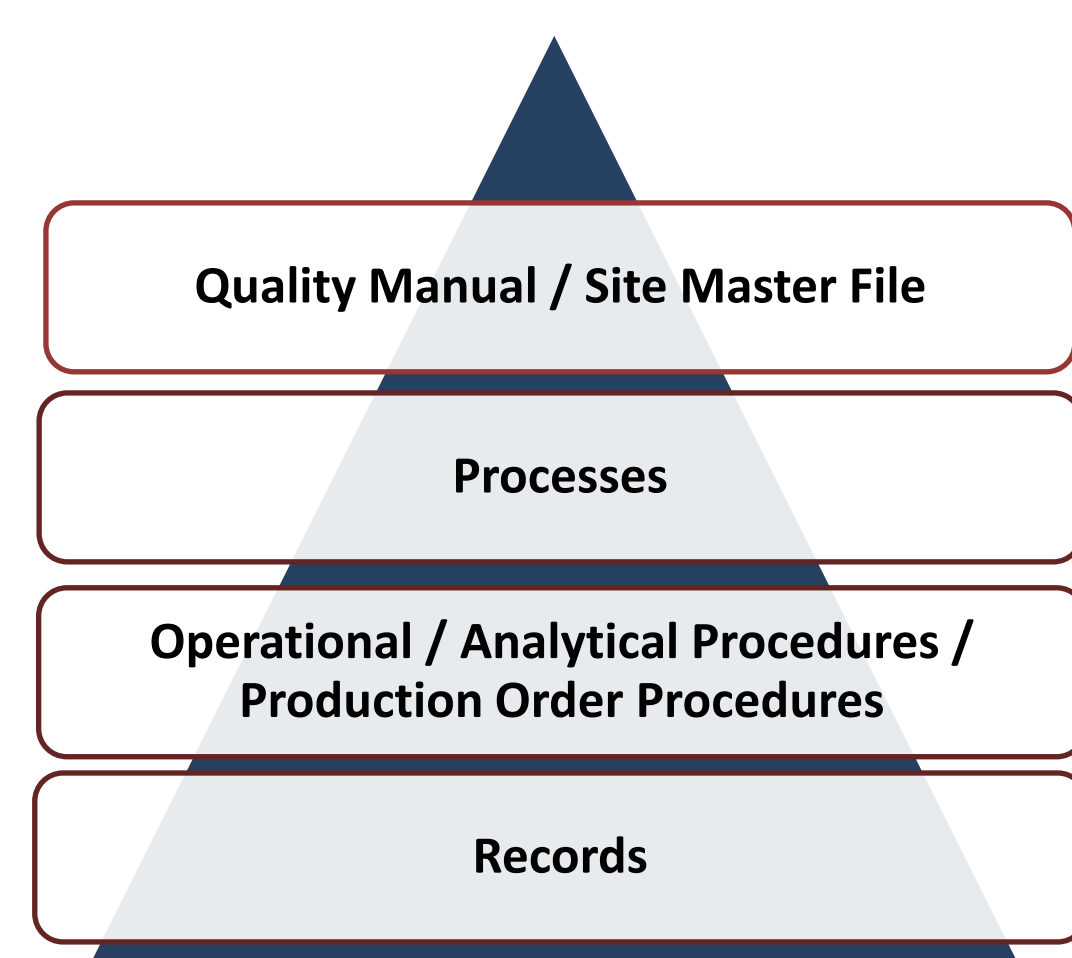 Quality Manual / Site Master File
Processes
Operational / Analytical Procedures /
Production Order Procedures
Records